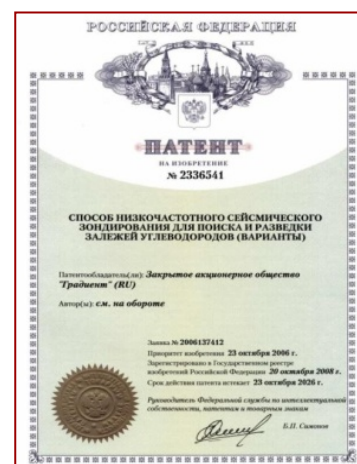 РОССИЙСКАЯ ФЕДЕРАЦИЯ
ПАТЕНТ
НА ИЗОБРЕТЕНИЕ
№ 2336541
СПОСОБ НИЗКОЧАСТОТНОГО СЕЙСМИЧЕСКОГО
ЗОНДИРОВАНИЯ ДЛЯ ПОИСКА И РАЗВЕДКИ
ЗАЛЕЖЕЙ УГЛЕВОДОРОДОВ (ВАРИАНТЫ)
Патентообладатель(ли): Закрытое акционерное общество
"Градиент" (RU)
Автор(ы): см. на обороте
Заявка № 2006137412
Приоритет изобретения 23 октября 2006 г.
Зарегистрировано в Государственном реестре
изобретений Российской Федерации 20 октября 2008 г.
Срок действия патента истекает 23 октября 2026 г.
Руководитель Федеральной службы по интеллектуальной
собственности, патентам и товарным знакам
Б.П. Симонов